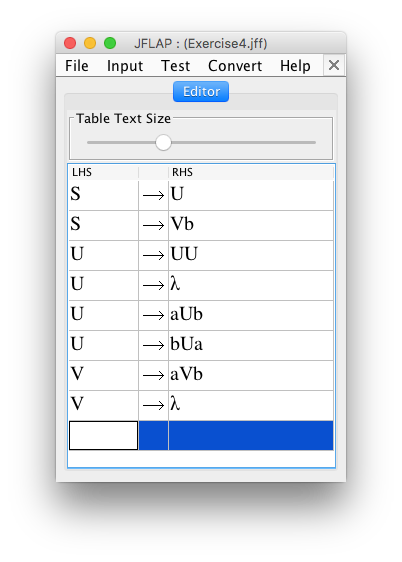 JFLAP : (Exercise4.jff)
File Input Test Convert Help
Editor
Table Text Size
LHS RHS
S → U
S → Vb
U → UU
U → λ
U → aUb
U → bUa
V → aVb
V → λ